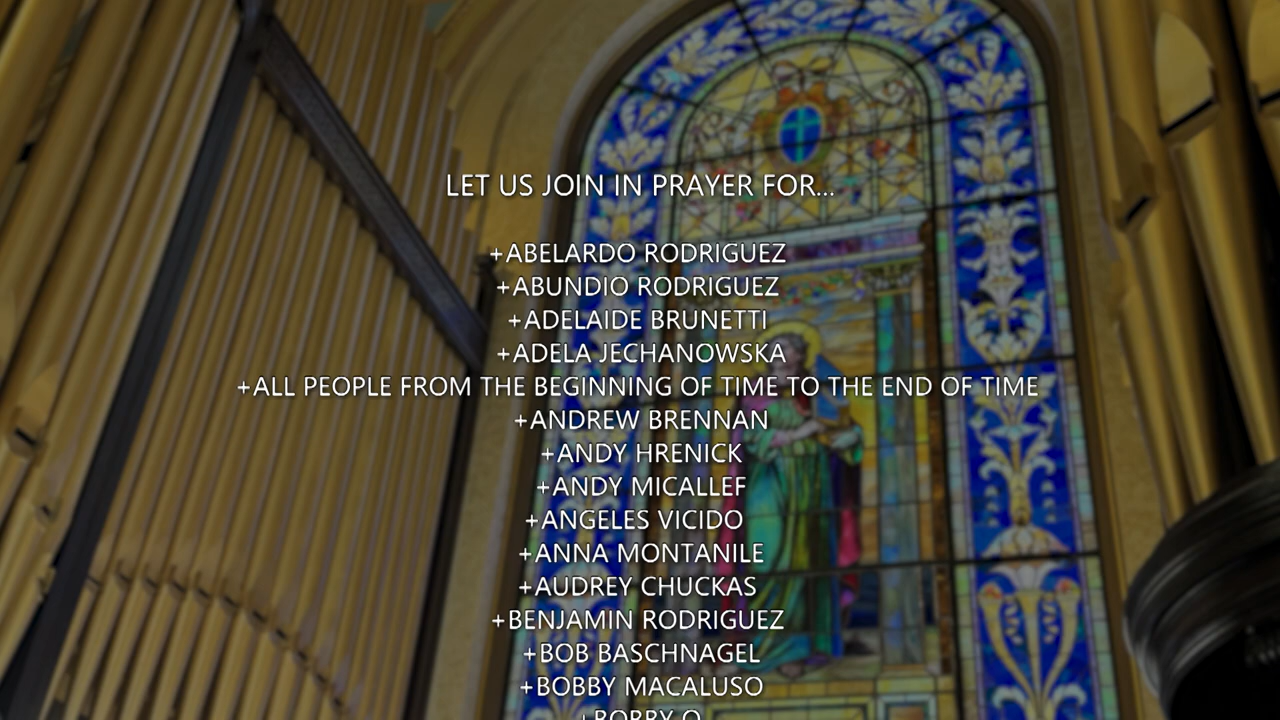 LET US JOIN IN PRAYER FOR...
+ABELARDO RODRIGUEZ
+ABUNDIO RODRIGUEZ
+ADELAIDE BRUNETTI
+ADELA JECHANOWSKA
+ALL PEOPLE FROM THE BEGINNING OF TIME TO THE END OF TIME
+ANDREW BRENNAN
+ANDY HRENICK
+ANDY MICALLEF
+ANGELES VICIDO
+ANNA MONTANILE
+AUDREY CHUCKAS
+BENJAMIN RODRIGUEZ
+BOB BASCHNAGEL
+BOBBY MACALUSO
+BOBBY O